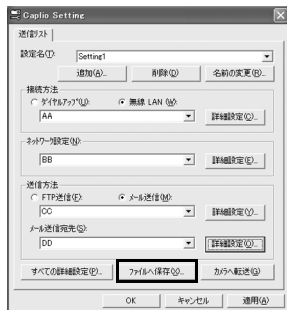 Caplio Setting
送信リスト
設定名(T): Setting1
追加(A)... 削除(D) 名前の変更(R)...
接続方法
ダイヤルアップ(U): 無線 LAN (W):
AA 詳細設定(C)...
ネットワーク設定(N):
BB 詳細設定(E)...
送信方法
FTP送信(F): メール送信(M):
CC 詳細設定(Y)...
メール送信宛先(S):
DD 詳細設定(O)...
すべての詳細設定(P)... ファイルへ保存(X)... カメラへ転送(G)
OK キャンセル 適用(A)